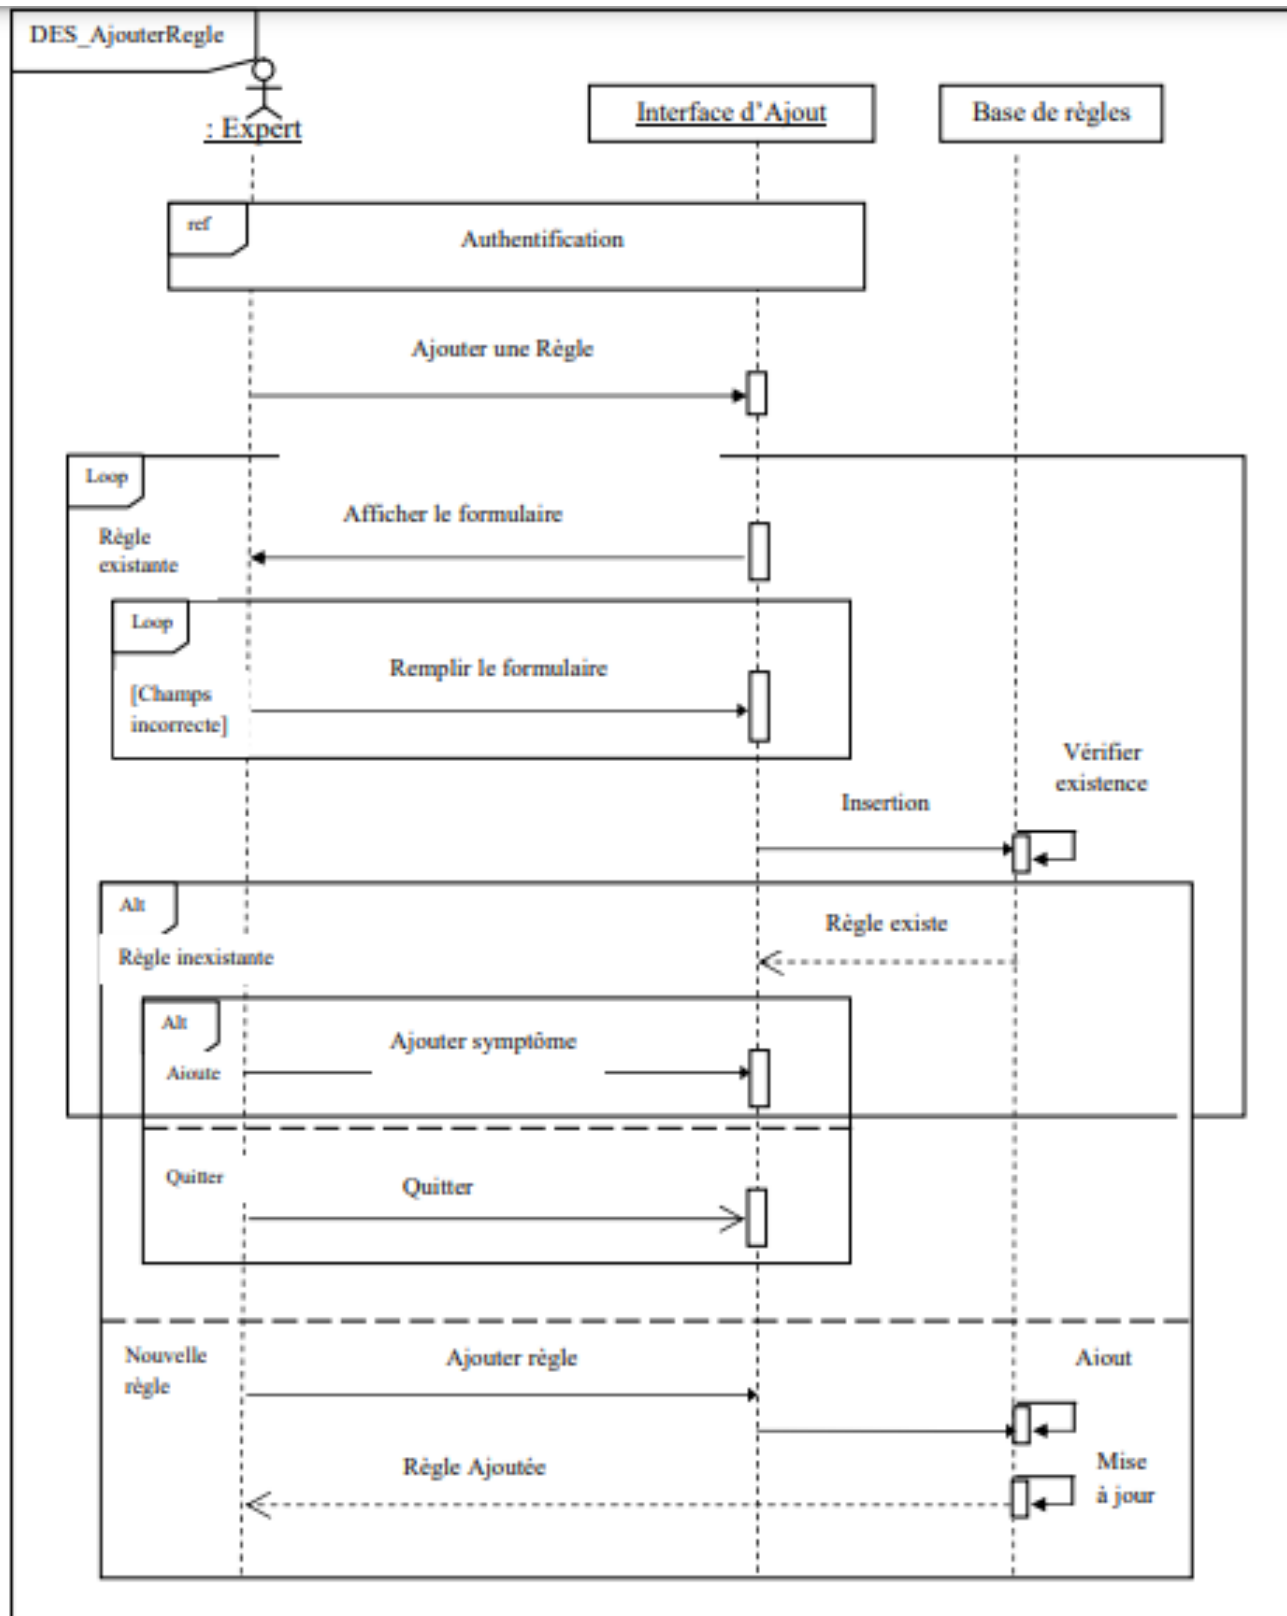 DES_AjouterRegle
: Expert
Interface d'Ajout
Base de règles
ref
Authentification
Ajouter une Règle
Loop
Afficher le formulaire
Règle
existante
Loop
Remplir le formulaire
[Champs
incorrecte]
Vérifier
existence
Insertion
Alt
Règle existe
Règle inexistante
Alt
Ajouter symptôme
Aioute
Quitter
Quitter
Nouvelle
règle
Ajouter règle
Aiout
Règle Ajoutée
Mise
à jour